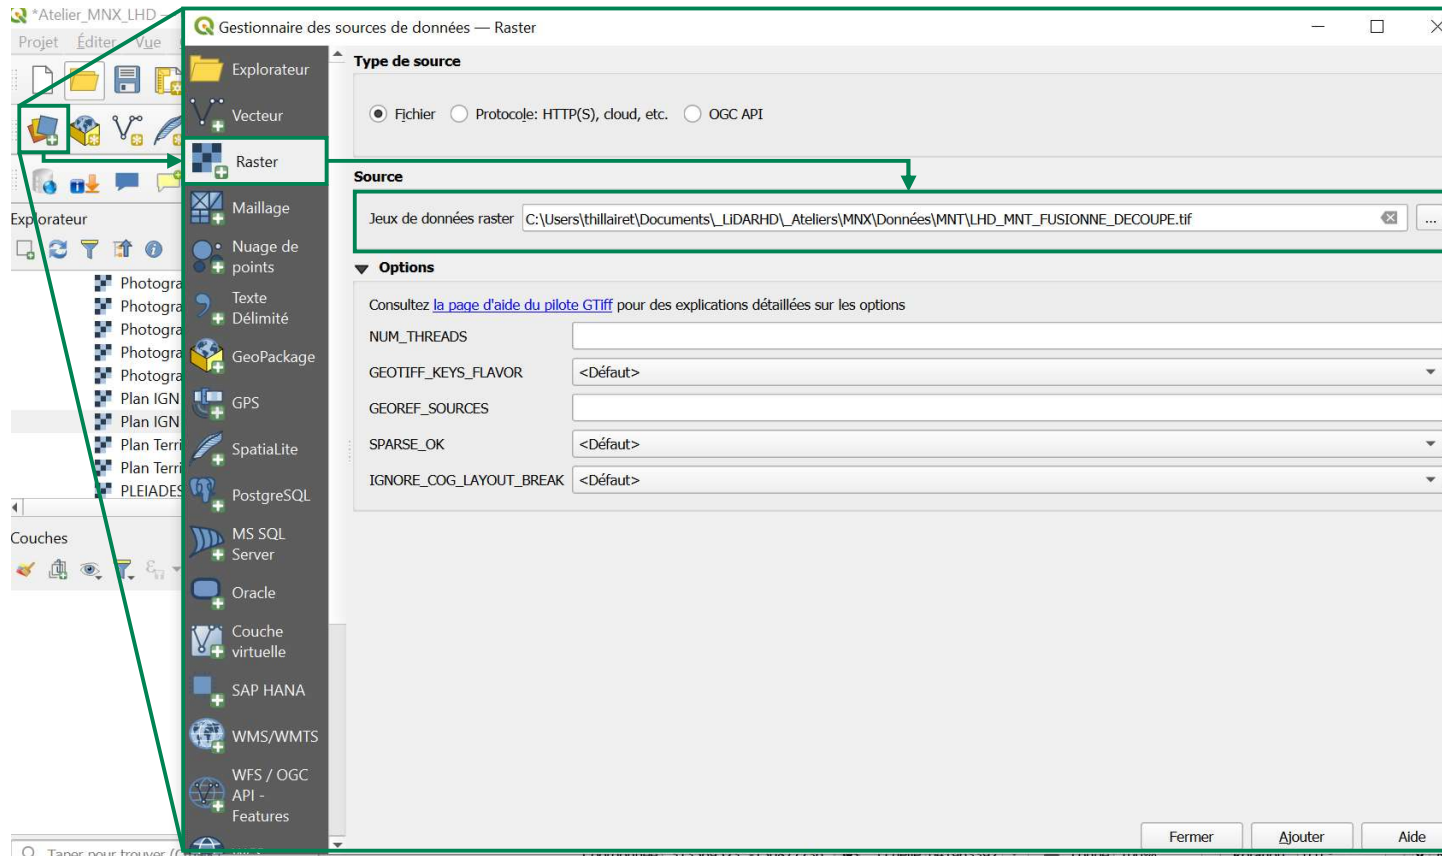 *Atelier_MNX_LHD —
Projet Éditer Vue
Explorateur
Photogra
Photogra
Photogra
Photogra
Photogra
Plan IGN
Plan IGN
Plan Terri
Plan Terri
PLEIADES
Couches
Gestionnaire des sources de données — Raster
Explorateur
Vecteur
Raster
Maillage
Nuage de
points
Texte
Délimité
GeoPackage
GPS
SpatiaLite
PostgreSQL
MS SQL
Server
Oracle
Couche
virtuelle
SAP HANA
WMS/WMTS
WFS / OGC
API -
Features
Type de source
Fichier Protocole: HTTP(S), cloud, etc. OGC API
Source
Jeux de données raster C:\Users\thillairet\Documents\_LiDARHD\_Ateliers\MNX\Données\MNT\LHD_MNT_FUSIONNE_DECOUPE.tif ...
Options
Consultez la page d'aide du pilote GTiff pour des explications détaillées sur les options
NUM_THREADS
GEOTIFF_KEYS_FLAVOR <Défaut>
GEOREF_SOURCES
SPARSE_OK <Défaut>
IGNORE_COG_LAYOUT_BREAK <Défaut>
Fermer Ajouter Aide
Taper pour trouver